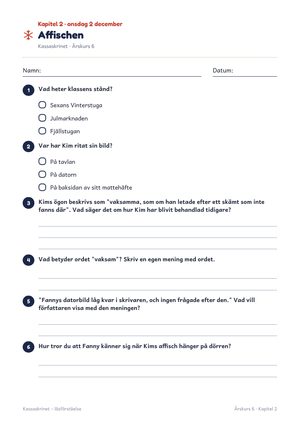 Kapitel 2 · onsdag 2 december
Affischen
Kassaskrinet · Årskurs 6
Namn:
Datum:
1 Vad heter klassens stånd?
Sexans Vinterstuga
Julmarknaden
Fjällstugan
2 Var har Kim ritat sin bild?
På tavlan
På datorn
På baksidan av sitt mattehäfte
3 Kims ögon beskrivs som "vaksamma, som om han letade efter ett skämt som inte
fanns där". Vad säger det om hur Kim har blivit behandlad tidigare?
4 Vad betyder ordet "vaksam"? Skriv en egen mening med ordet.
5 "Fannys datorbild låg kvar i skrivaren, och ingen frågade efter den." Vad vill
författaren visa med den meningen?
6 Hur tror du att Fanny känner sig när Kims affisch hänger på dörren?
Kassaskrinet – läsförståelse
Årskurs 6 · Kapitel 2